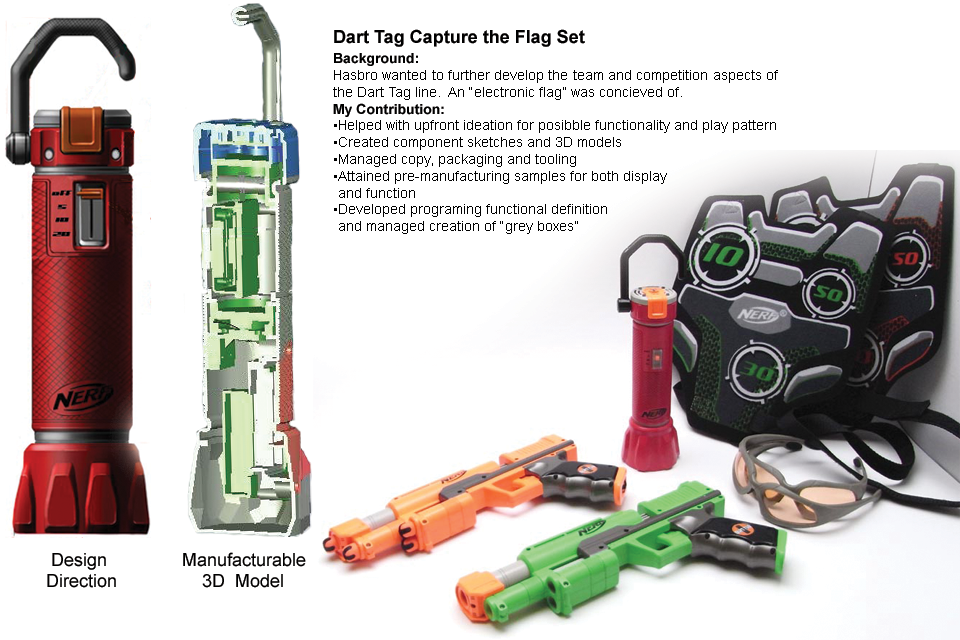 Dart Tag Capture the Flag Set
Background:
Hasbro wanted to further develop the team and competition aspects of
the Dart Tag line. An "electronic flag" was concieved of.
My Contribution:
•Helped with upfront ideation for posibble functionality and play pattern
•Created component sketches and 3D models
•Managed copy, packaging and tooling
•Attained pre-manufacturing samples for both display
and function
•Developed programing functional definition
and managed creation of "grey boxes"
OFF
5
10
20
NERF
Design
Direction
Manufacturable
3D Model
10
50
50
NERF®
30
NERF
NERF
NERF